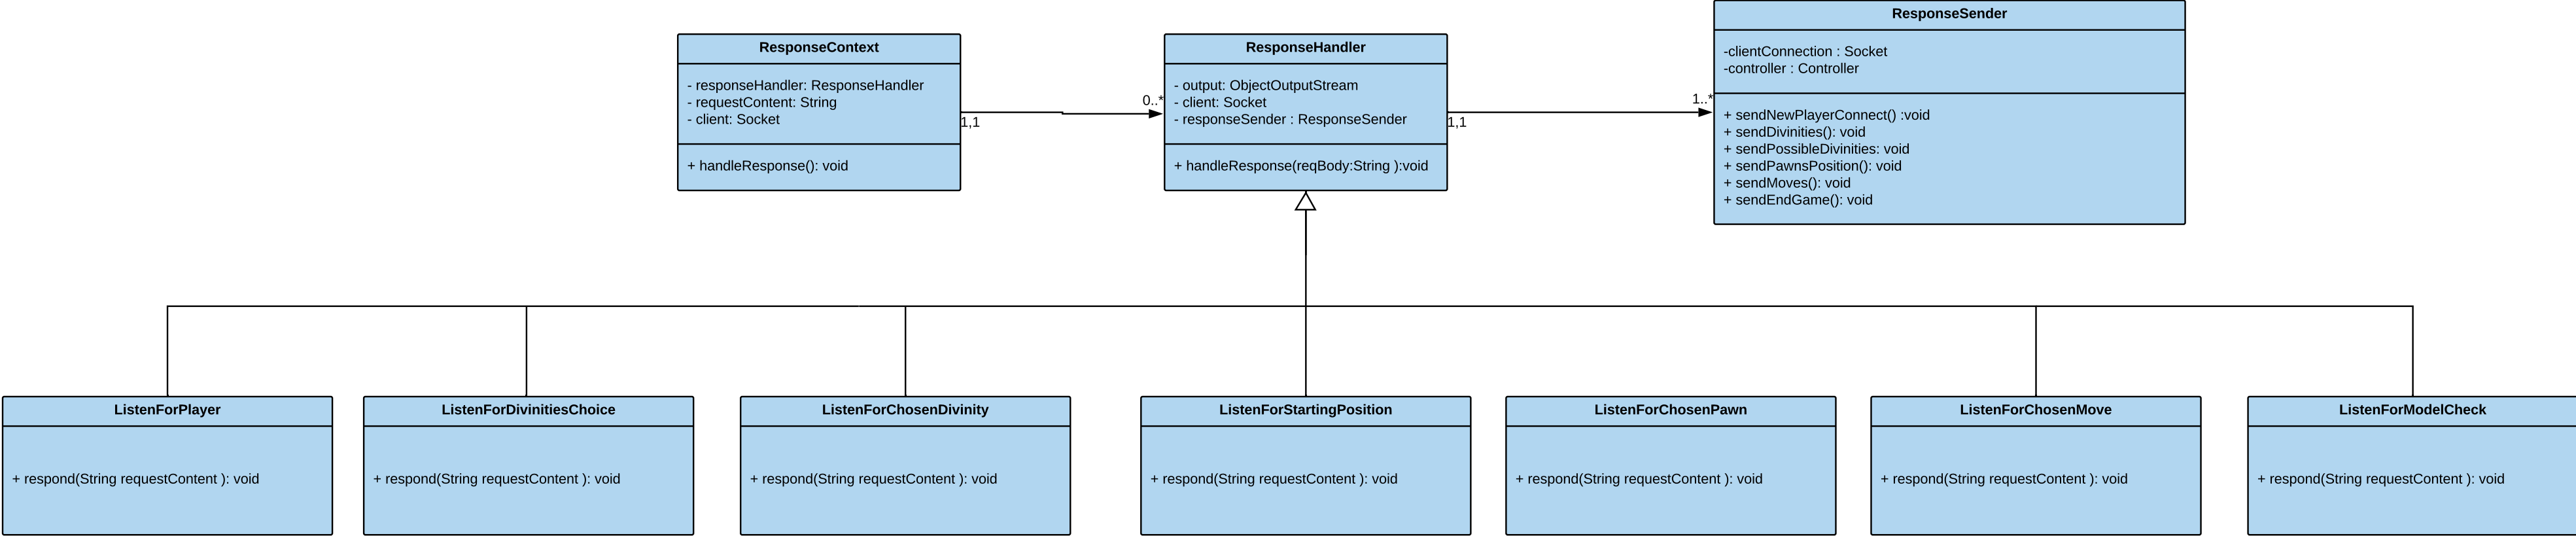 ResponseContext
- responseHandler: ResponseHandler
- requestContent: String
- client: Socket
+ handleResponse(): void
1,1
0..*
ResponseHandler
- output: ObjectOutputStream
- client: Socket
- responseSender : ResponseSender
+ handleResponse(reqBody:String ):void
1,1
1..*
ResponseSender
-clientConnection : Socket
-controller : Controller
+ sendNewPlayerConnect() :void
+ sendDivinities(): void
+ sendPossibleDivinities: void
+ sendPawnsPosition(): void
+ sendMoves(): void
+ sendEndGame(): void
ListenForPlayer
+ respond(String requestContent ): void
ListenForDivinitiesChoice
+ respond(String requestContent ): void
ListenForChosenDivinity
+ respond(String requestContent ): void
ListenForStartingPosition
+ respond(String requestContent ): void
ListenForChosenPawn
+ respond(String requestContent ): void
ListenForChosenMove
+ respond(String requestContent ): void
ListenForModelCheck
+ respond(String requestContent ): void